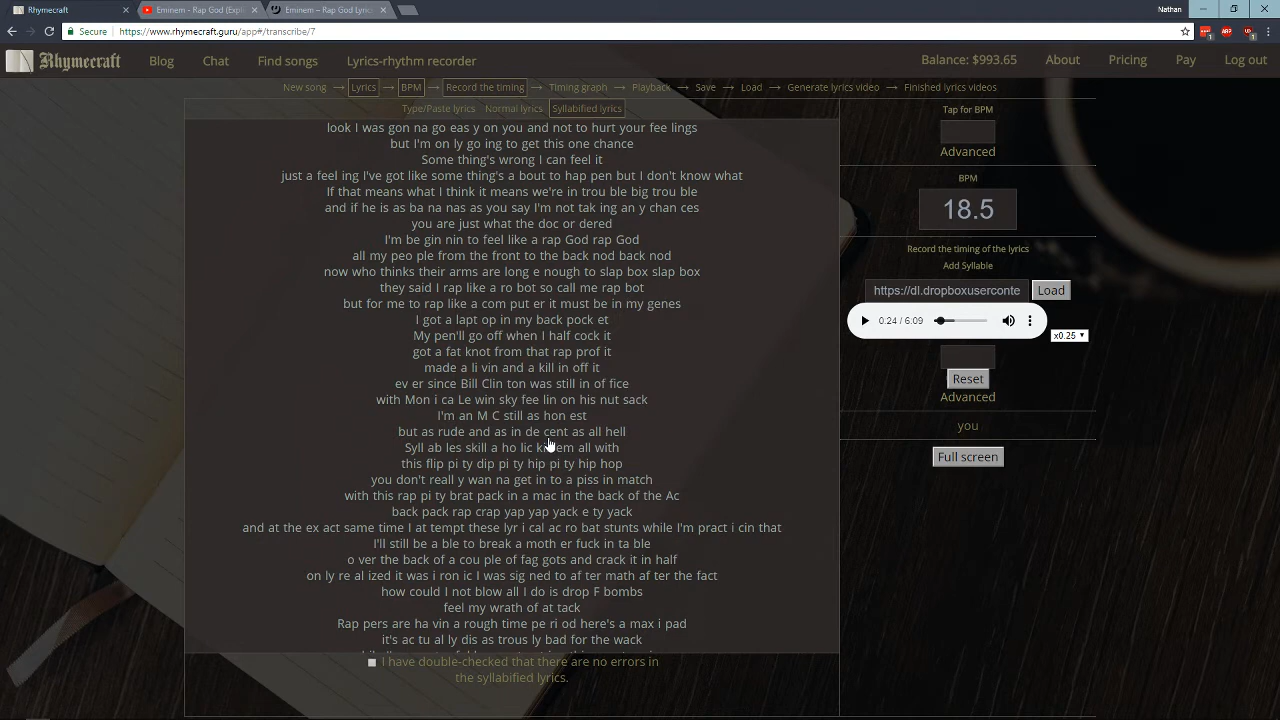 Rhymecraft
Eminem - Rap God (Expli
Eminem – Rap God Lyric
Nathan
Secure
https://www.rhymecraft.guru/app#/transcribe/7
Rhymecraft
Blog
Chat
Find songs
Lyrics-rhythm recorder
Balance: $993.65
About
Pricing
Pay
Log out
New song → Lyrics → BPM → Record the timing → Timing graph → Playback → Save → Load → Generate lyrics video → Finished lyrics videos
Type/Paste lyrics Normal lyrics Syllabified lyrics
look I was gon na go eas y on you and not to hurt your fee lings
but I'm on ly go ing to get this one chance
Some thing's wrong I can feel it
just a feel ing I've got like some thing's a bout to hap pen but I don't know what
If that means what I think it means we're in trou ble big trou ble
and if he is as ba na nas as you say I'm not tak ing an y chan ces
you are just what the doc or dered
I'm be gin nin to feel like a rap God rap God
all my peo ple from the front to the back nod back nod
now who thinks their arms are long e nough to slap box slap box
they said I rap like a ro bot so call me rap bot
but for me to rap like a com put er it must be in my genes
I got a lapt op in my back pock et
My pen'll go off when I half cock it
got a fat knot from that rap prof it
made a li vin and a kill in off it
ev er since Bill Clin ton was still in of fice
with Mon i ca Le win sky fee lin on his nut sack
I'm an M C still as hon est
but as rude and as in de cent as all hell
Syll ab les skill a ho lic em all with
this flip pi ty dip pi ty hip pi ty hip hop
you don't reall y wan na get in to a piss in match
with this rap pi ty brat pack in a mac in the back of the Ac
back pack rap crap yap yap yack e ty yack
and at the ex act same time I at tempt these lyr i cal ac ro bat stunts while I'm pract i cin that
I'll still be a ble to break a moth er fuck in ta ble
o ver the back of a cou ple of fag gots and crack it in half
on ly re al ized it was i ron ic I was sig ned to af ter math af ter the fact
how could I not blow all I do is drop F bombs
feel my wrath of at tack
Rap pers are ha vin a rough time pe ri od here's a max i pad
it's ac tu al ly dis as trous ly bad for the wack
I have double-checked that there are no errors in
the syllabified lyrics.
Tap for BPM
Advanced
BPM
18.5
Record the timing of the lyrics
Add Syllable
https://dl.dropboxuserconte
Load
0:24 / 6:09
x0.25
Reset
Advanced
you
Full screen